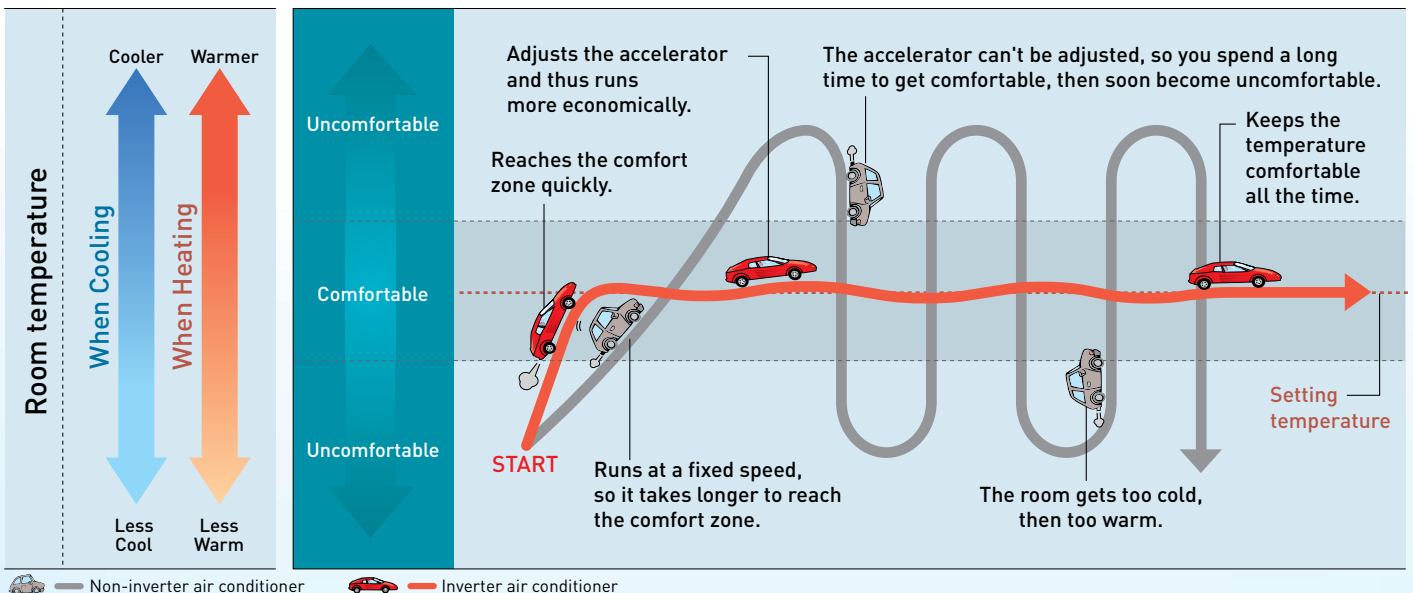 Room temperature
Cooler
Warmer
When Cooling
When Heating
Less
Cool
Less
Warm
Uncomfortable
Comfortable
Uncomfortable
Adjusts the accelerator
and thus runs
more economically.
The accelerator can't be adjusted, so you spend a long
time to get comfortable, then soon become uncomfortable.
Reaches the comfort
zone quickly.
Keeps the
temperature
comfortable
all the time.
START
Runs at a fixed speed,
so it takes longer to reach
the comfort zone.
The room gets too cold,
then too warm.
Setting
temperature
Non-inverter air conditioner
Inverter air conditioner